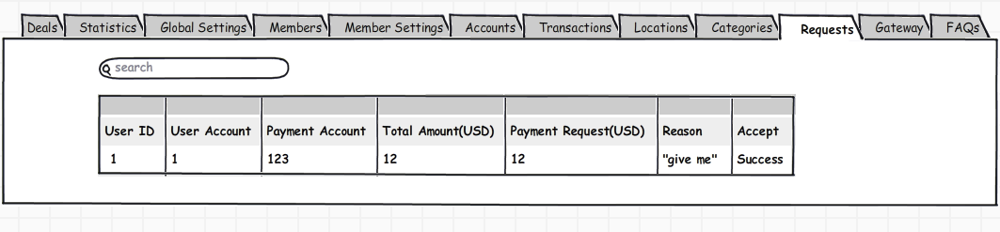 Deals Statistics Global Settings Members Member Settings Accounts Transactions Locations Categories Requests Gateway FAQs
search
User ID User Account Payment Account Total Amount(USD) Payment Request(USD) Reason Accept
1 1 123 12 12 "give me" Success